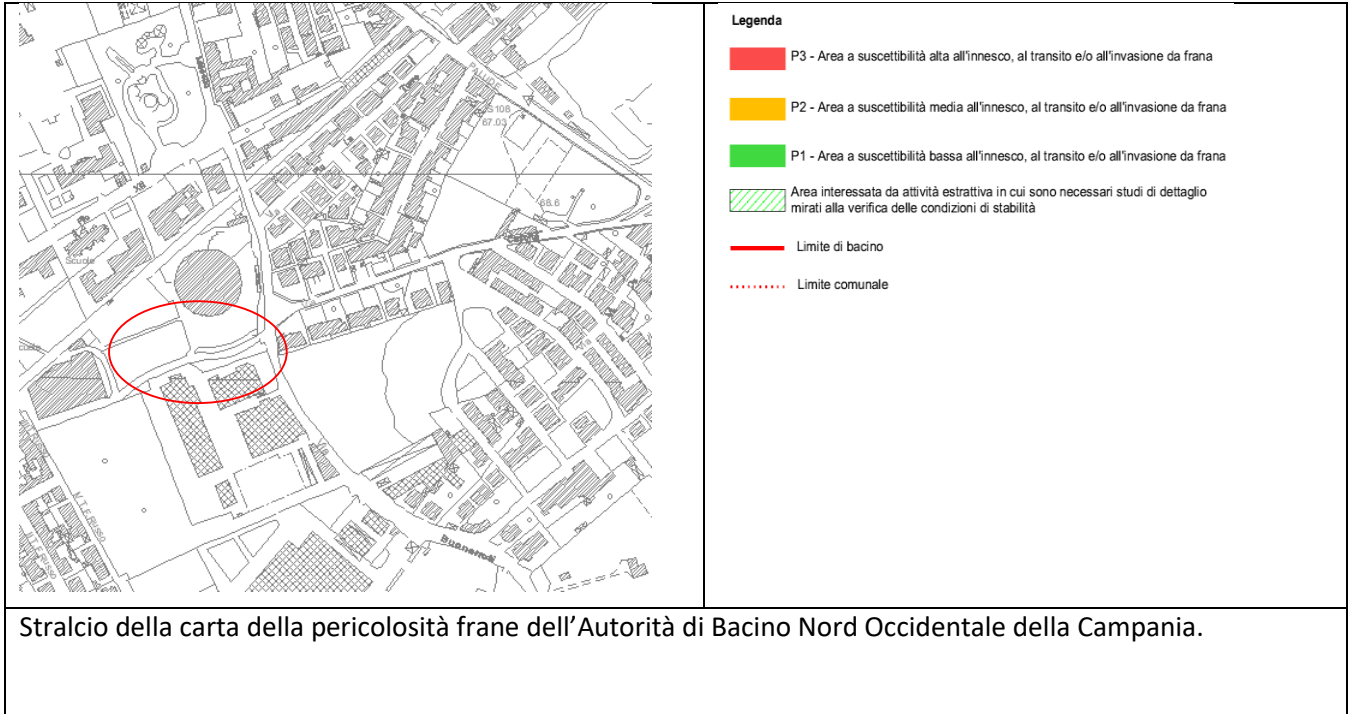 PALUDE
S 108
67.03
68.6
XII
Scuole
M.T.F.RUSSO
Buonarroti
Legenda
P3 - Area a suscettibilità alta all'innesco, al transito e/o all'invasione da frana
P2 - Area a suscettibilità media all'innesco, al transito e/o all'invasione da frana
P1 - Area a suscettibilità bassa all'innesco, al transito e/o all'invasione da frana
Area interessata da attività estrattiva in cui sono necessari studi di dettaglio
mirati alla verifica delle condizioni di stabilità
Limite di bacino
Limite comunale
Stralcio della carta della pericolosità frane dell’Autorità di Bacino Nord Occidentale della Campania.